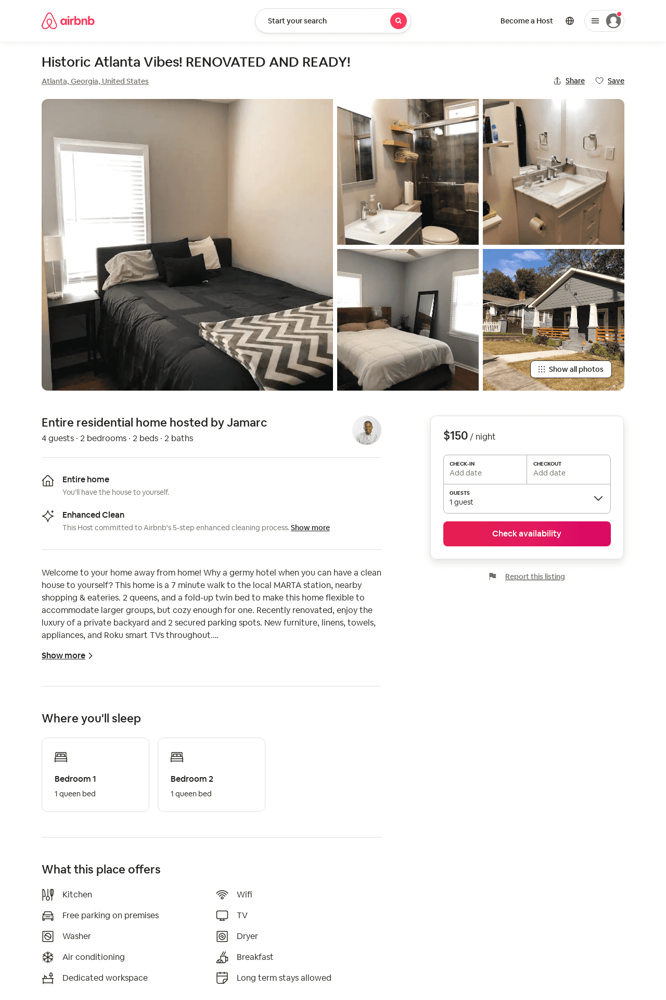 airbnb
Start your search
Become a Host
Historic Atlanta Vibes! RENOVATED AND READY!
Atlanta, Georgia, United States
Share
Save
Show all photos
Entire residential home hosted by Jamarc
4 guests · 2 bedrooms · 2 beds · 2 baths
Entire home
You'll have the house to yourself.
Enhanced Clean
This Host committed to Airbnb's 5-step enhanced cleaning process. Show more
$150 / night
CHECK-IN
Add date
CHECKOUT
Add date
GUESTS
1 guest
Check availability
Report this listing
Welcome to your home away from home! Why a germy hotel when you can have a clean
house to yourself? This home is a 7 minute walk to the local MARTA station, nearby
shopping & eateries. 2 queens, and a fold-up twin bed to make this home flexible to
accommodate larger groups, but cozy enough for one. Recently renovated, enjoy the
luxury of a private backyard and 2 secured parking spots. New furniture, linens, towels,
appliances, and Roku smart TVs throughout....
Show more
Where you'll sleep
Bedroom 1
1 queen bed
Bedroom 2
1 queen bed
What this place offers
Kitchen
Wifi
Free parking on premises
TV
Washer
Dryer
Air conditioning
Breakfast
Dedicated workspace
Long term stays allowed